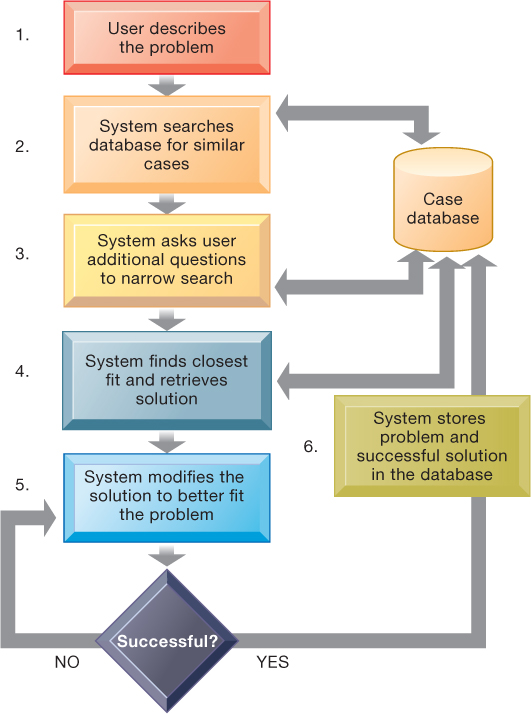 1.
User describes
the problem
2.
System searches
database for similar
cases
Case
database
3.
System asks user
additional questions
to narrow search
4.
System finds closest
fit and retrieves
solution
5.
System modifies the
solution to better fit
the problem
6.
System stores
problem and
successful solution
in the database
Successful?
NO
YES